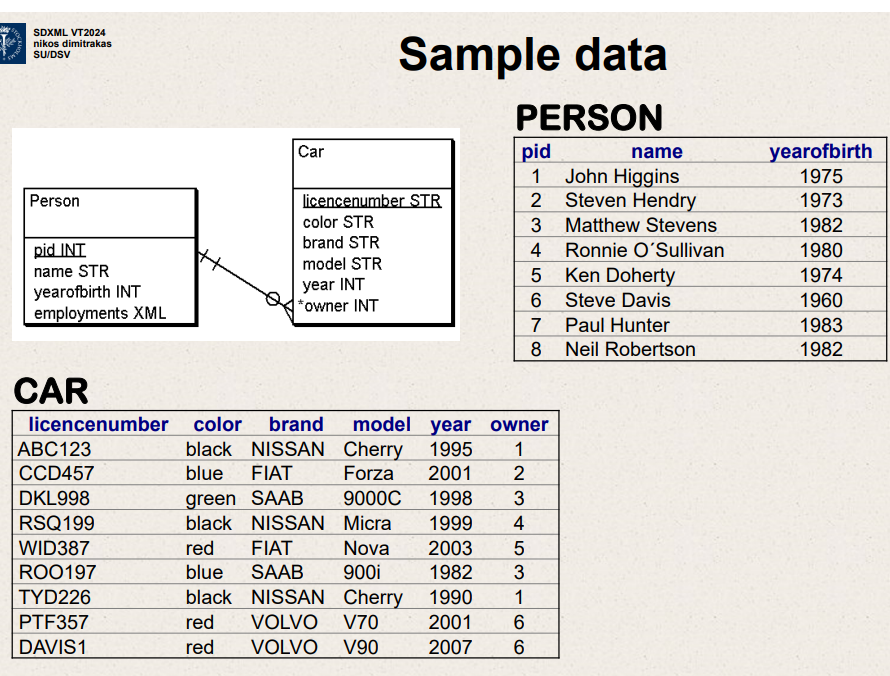 SDXML VT2024
nikos dimitrakas
SU/DSV
Sample data
Person
pid INT
name STR
yearofbirth INT
employments XML
Car
licencenumber STR
color STR
brand STR
model STR
year INT
*owner INT
PERSON
pid name yearofbirth
1 John Higgins 1975
2 Steven Hendry 1973
3 Matthew Stevens 1982
4 Ronnie O´Sullivan 1980
5 Ken Doherty 1974
6 Steve Davis 1960
7 Paul Hunter 1983
8 Neil Robertson 1982
CAR
licencenumber color brand model year owner
ABC123 black NISSAN Cherry 1995 1
CCD457 blue FIAT Forza 2001 2
DKL998 green SAAB 9000C 1998 3
RSQ199 black NISSAN Micra 1999 4
WID387 red FIAT Nova 2003 5
ROO197 blue SAAB 900i 1982 3
TYD226 black NISSAN Cherry 1990 1
PTF357 red VOLVO V70 2001 6
DAVIS1 red VOLVO V90 2007 6